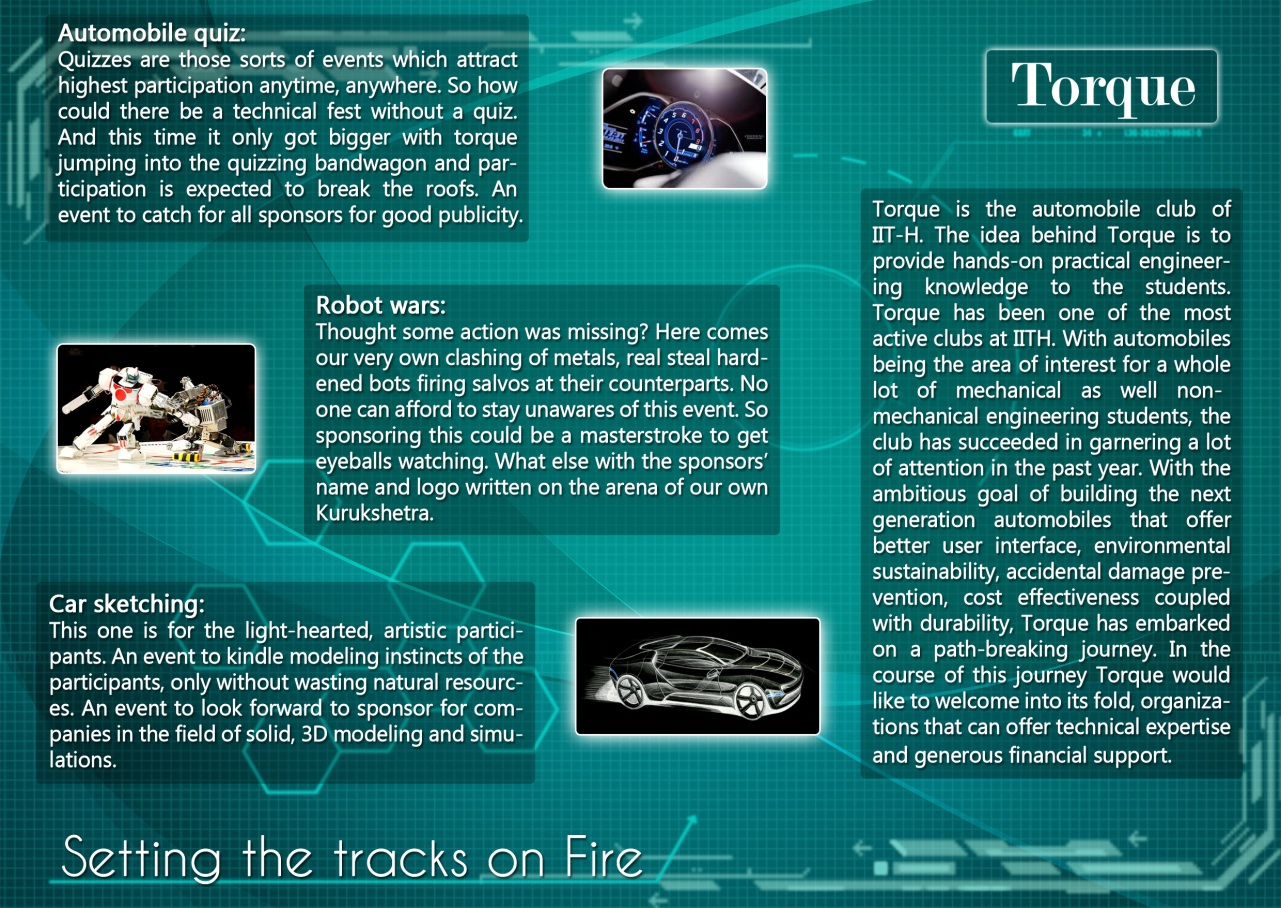 Automobile quiz:
Quizzes are those sorts of events which attract
highest participation anytime, anywhere. So how
could there be a technical fest without a quiz.
And this time it only got bigger with torque
jumping into the quizzing bandwagon and par-
ticipation is expected to break the roofs. An
event to catch for all sponsors for good publicity.
Robot wars:
Thought some action was missing? Here comes
our very own clashing of metals, real steal hard-
ened bots firing salvos at their counterparts. No
one can afford to stay unawares of this event. So
sponsoring this could be a masterstroke to get
eyeballs watching. What else with the sponsors’
name and logo written on the arena of our own
Kurukshetra.
Car sketching:
This one is for the light-hearted, artistic partici-
pants. An event to kindle modeling instincts of the
participants, only without wasting natural resourc-
es. An event to look forward to sponsor for com-
panies in the field of solid, 3D modeling and simu-
lations.
Setting the tracks on Fire
Torque
Torque is the automobile club of
IIT-H. The idea behind Torque is to
provide hands-on practical engineer-
ing knowledge to the students.
Torque has been one of the most
active clubs at IITH. With automobiles
being the area of interest for a whole
lot of mechanical as well non-
mechanical engineering students, the
club has succeeded in garnering a lot
of attention in the past year. With the
ambitious goal of building the next
generation automobiles that offer
better user interface, environmental
sustainability, accidental damage pre-
vention, cost effectiveness coupled
with durability, Torque has embarked
on a path-breaking journey. In the
course of this journey Torque would
like to welcome into its fold, organiza-
tions that can offer technical expertise
and generous financial support.